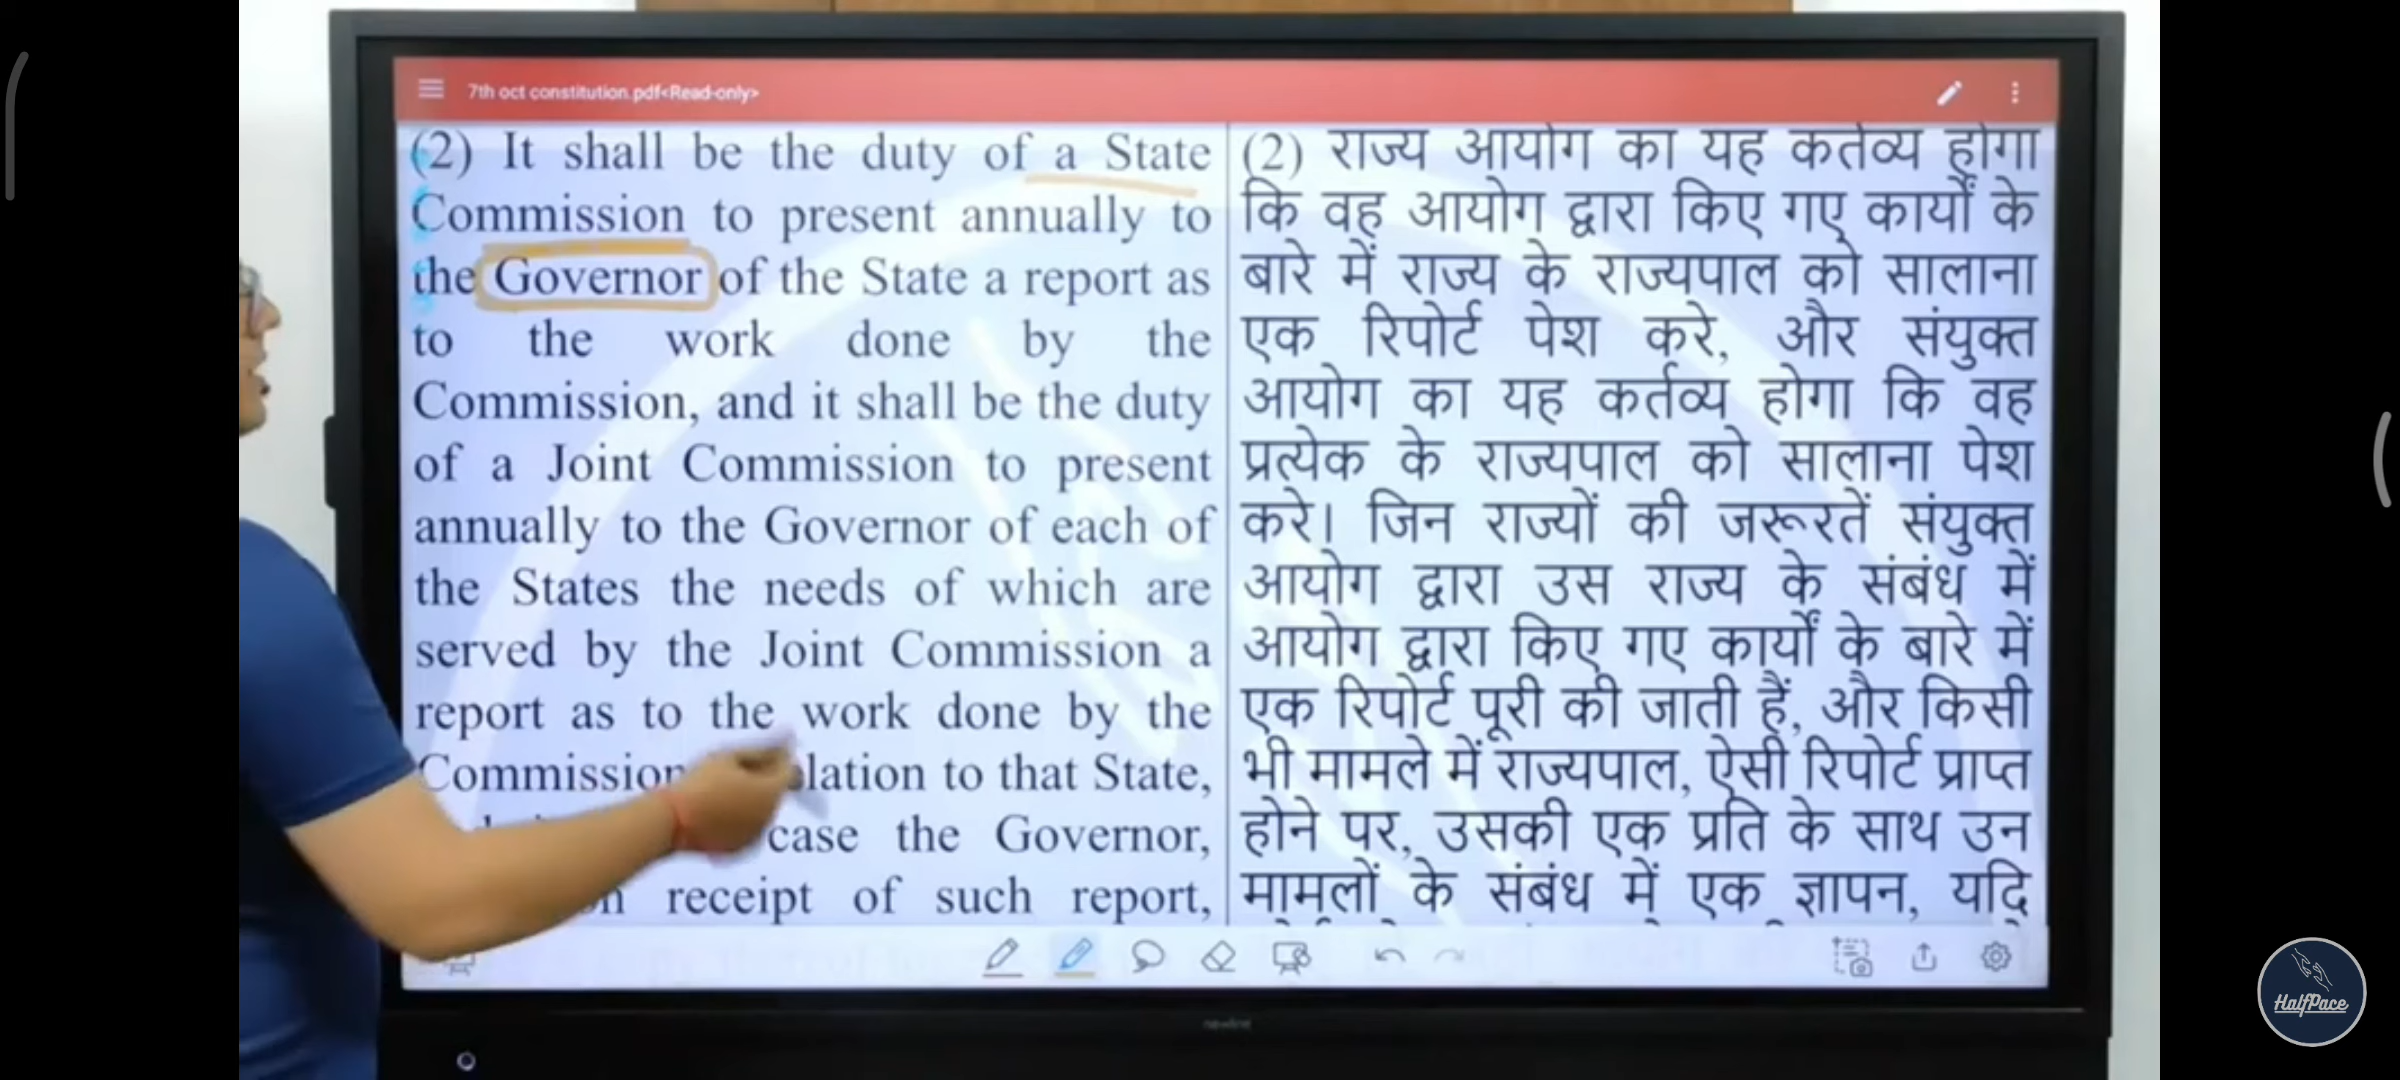 7th oct constitution.pdf<Read-only>
(2) It shall be the duty of a State
Commission to present annually to
the Governor of the State a report as
to the work done by the
Commission, and it shall be the duty
of a Joint Commission to present
annually to the Governor of each of
the States the needs of which are
served by the Joint Commission a
report as to the work done by the
Commission lation to that State,
case the Governor,
receipt of such report,
(2) राज्य आयोग का यह कर्तव्य होगा
कि वह आयोग द्वारा किए गए कार्यों के
बारे में राज्य के राज्यपाल को सालाना
एक रिपोर्ट पेश करे, और संयुक्त
आयोग का यह कर्तव्य होगा कि वह
प्रत्येक के राज्यपाल को सालाना पेश
करे। जिन राज्यों की जरूरतें संयुक्त
आयोग द्वारा उस राज्य के संबंध में
आयोग द्वारा किए गए कार्यों के बारे में
एक रिपोर्ट पूरी की जाती हैं, और किसी
भी मामले में राज्यपाल, ऐसी रिपोर्ट प्राप्त
होने पर, उसकी एक प्रति के साथ उन
मामलों के संबंध में एक ज्ञापन, यदि
newline
HalfPace